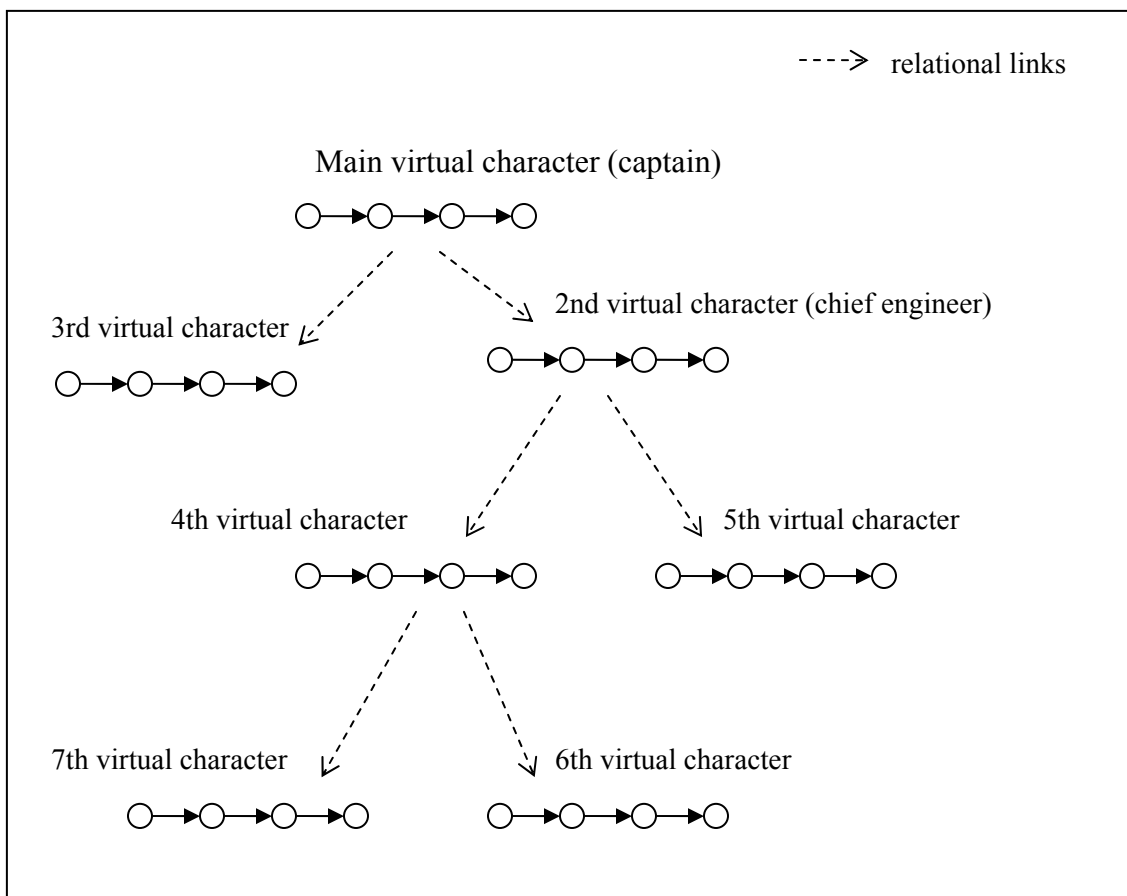 relational links
Main virtual character (captain)
2nd virtual character (chief engineer)
3rd virtual character
4th virtual character
5th virtual character
7th virtual character
6th virtual character